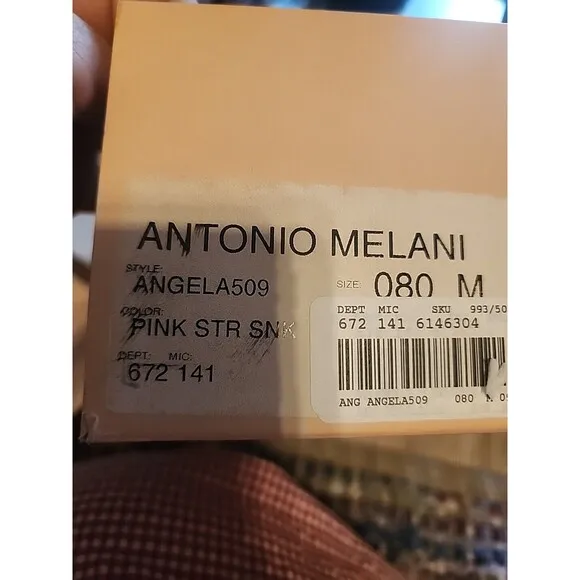 ANTONIO MELANI
STYLE:
ANGELA509
SIZE: 080 M
COLOR:
PINK STR SNK
DEPT: MIC:
672 141
DEPT MIC SKU 993/50
672 141 6146304
ANG ANGELA509 080 M